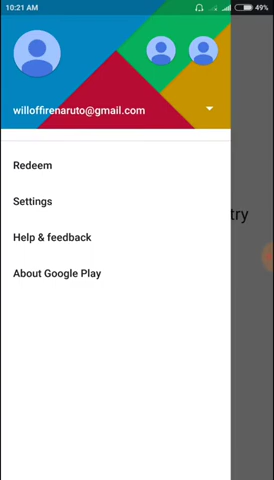 10:21 AM 49%
willoffirenaruto@gmail.com
Redeem
Settings
try
Help & feedback
About Google Play